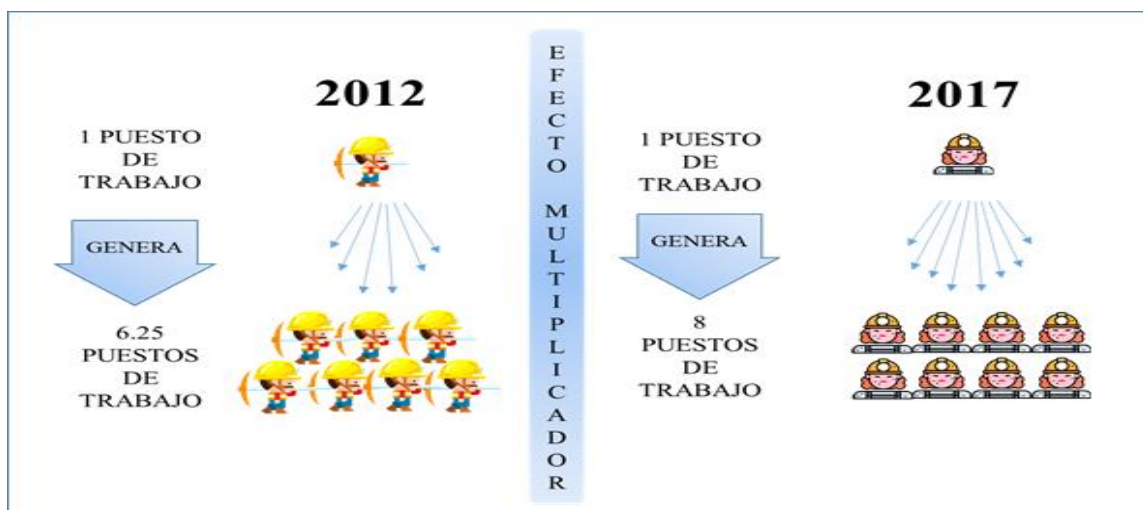 2012
1 PUESTO
DE
TRABAJO
GENERA
6.25
PUESTOS
DE
TRABAJO
E
F
E
C
T
O
M
U
L
T
I
P
L
I
C
A
D
O
R
2017
1 PUESTO
DE
TRABAJO
GENERA
8
PUESTOS
DE
TRABAJO